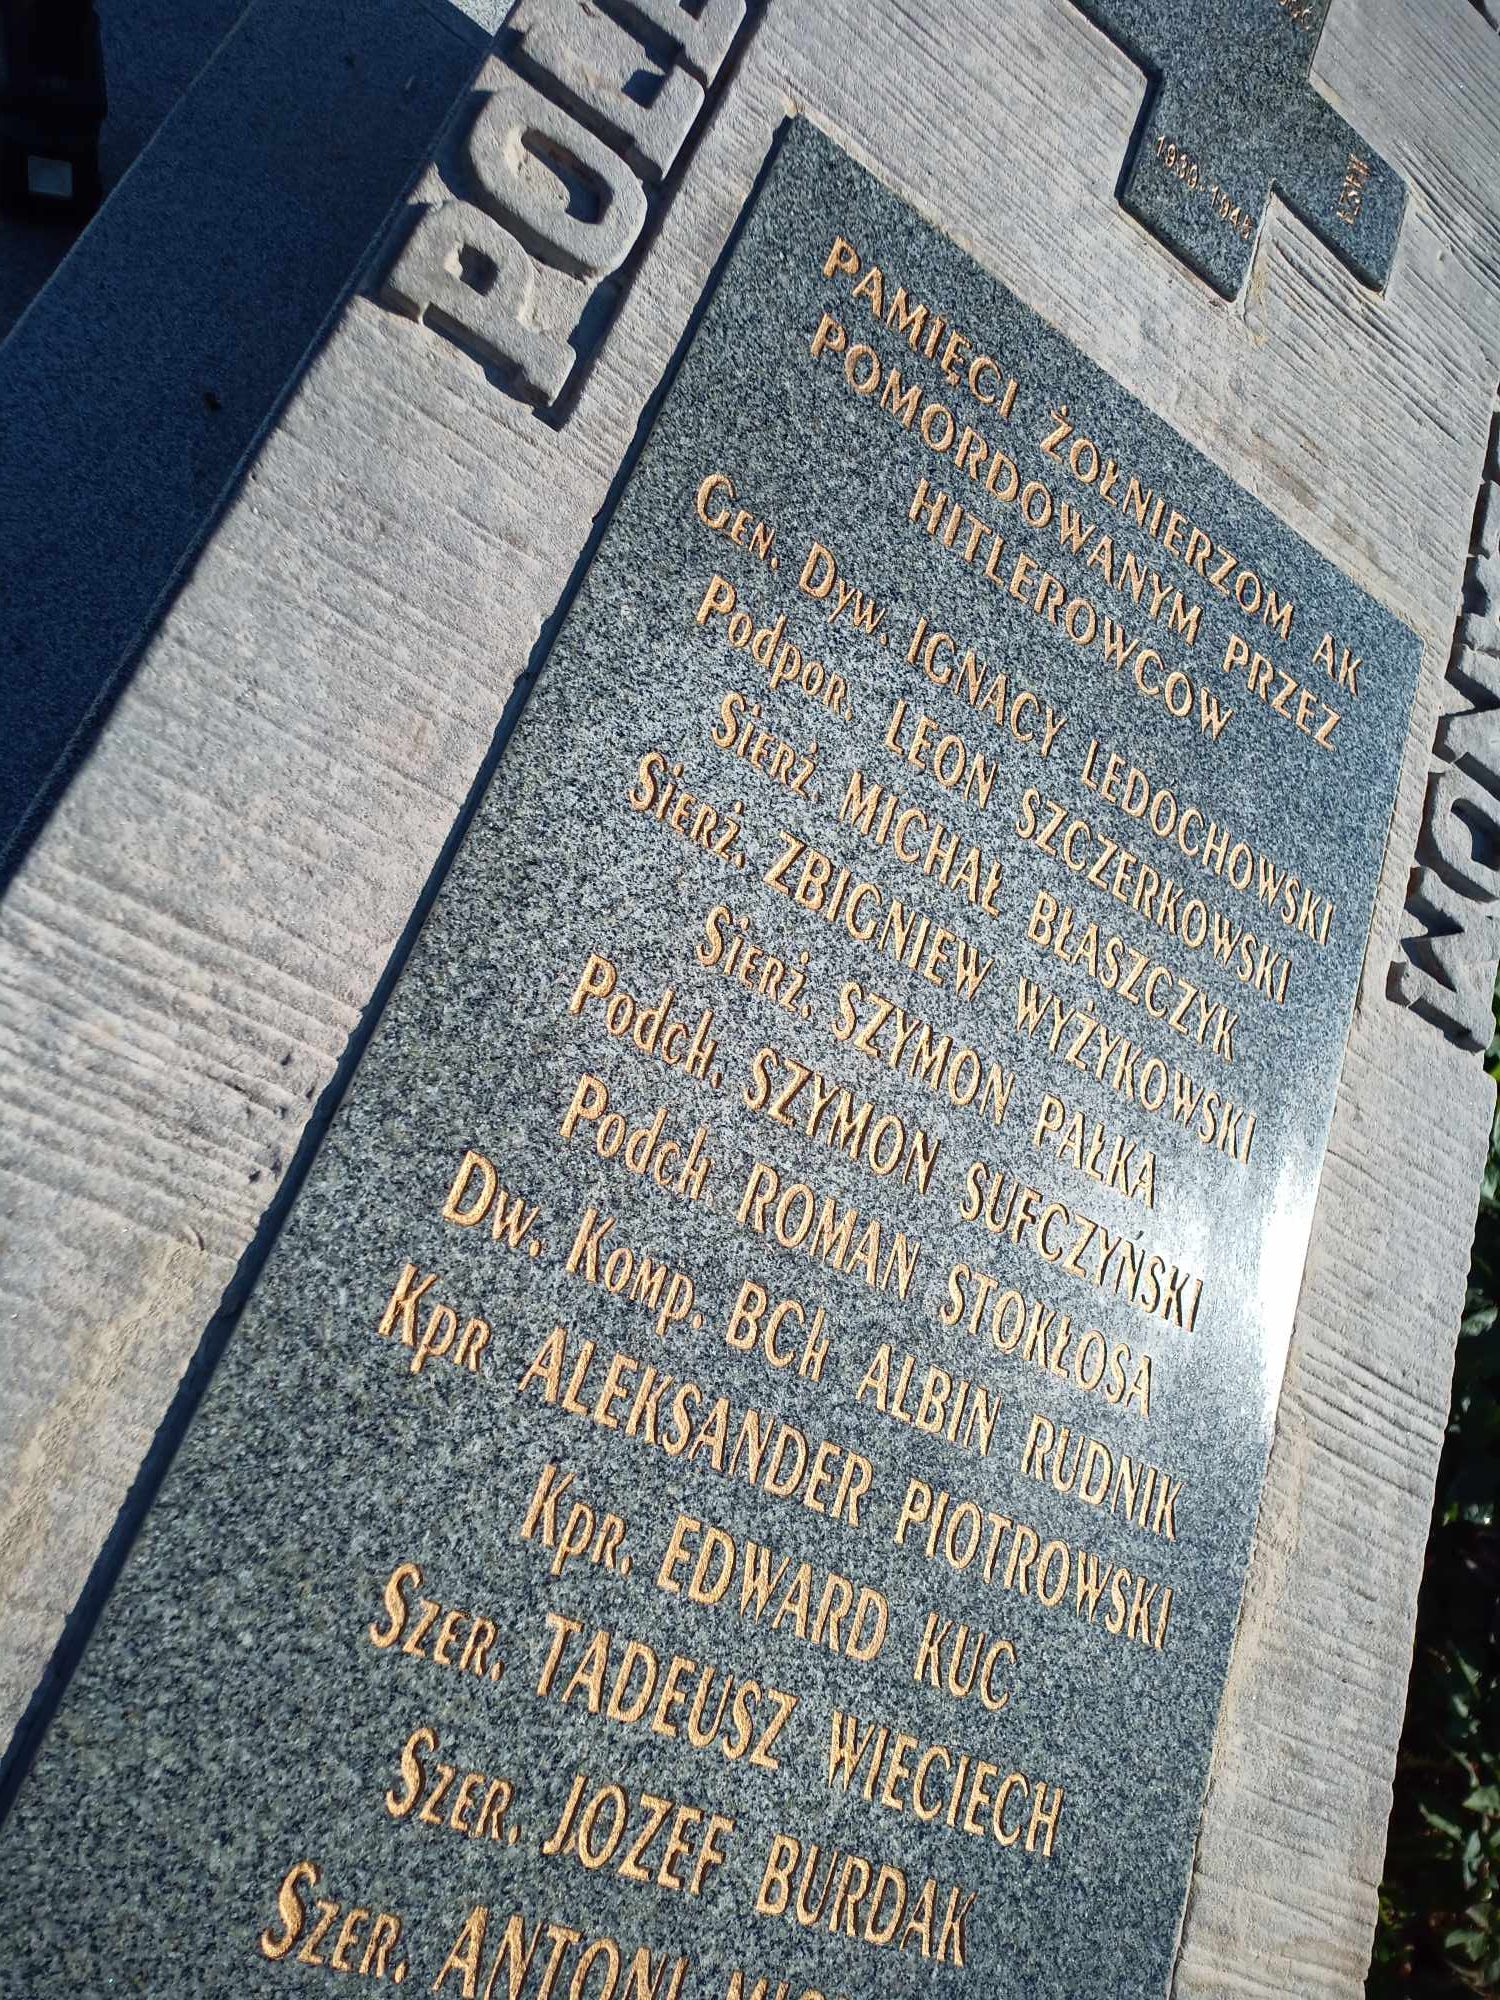 POLE
1939-1945
PAMIĘCI ŻOŁNIERZOM AK
POMORDOWANYM PRZEZ
HITLEROWCÓW
Gen. Dyw. IGNACY LEDOCHOWSKI
Podpor. LEON SZCZERKOWSKI
Sierż. MICHAŁ BŁASZCZYK
Sierż. ZBIGNIEW WYŻYKOWSKI
Sierż. SZYMON PAŁKA
Podch. SZYMON SUFCZYŃSKI
Podch. ROMAN STOKŁOSA
Dw. Komp. BCh ALBIN RUDNIK
Kpr ALEKSANDER PIOTROWSKI
Kpr. EDWARD KUC
Szer. TADEUSZ WIECIECH
Szer. JÓZEF BURDAK
Szer. ANTONI